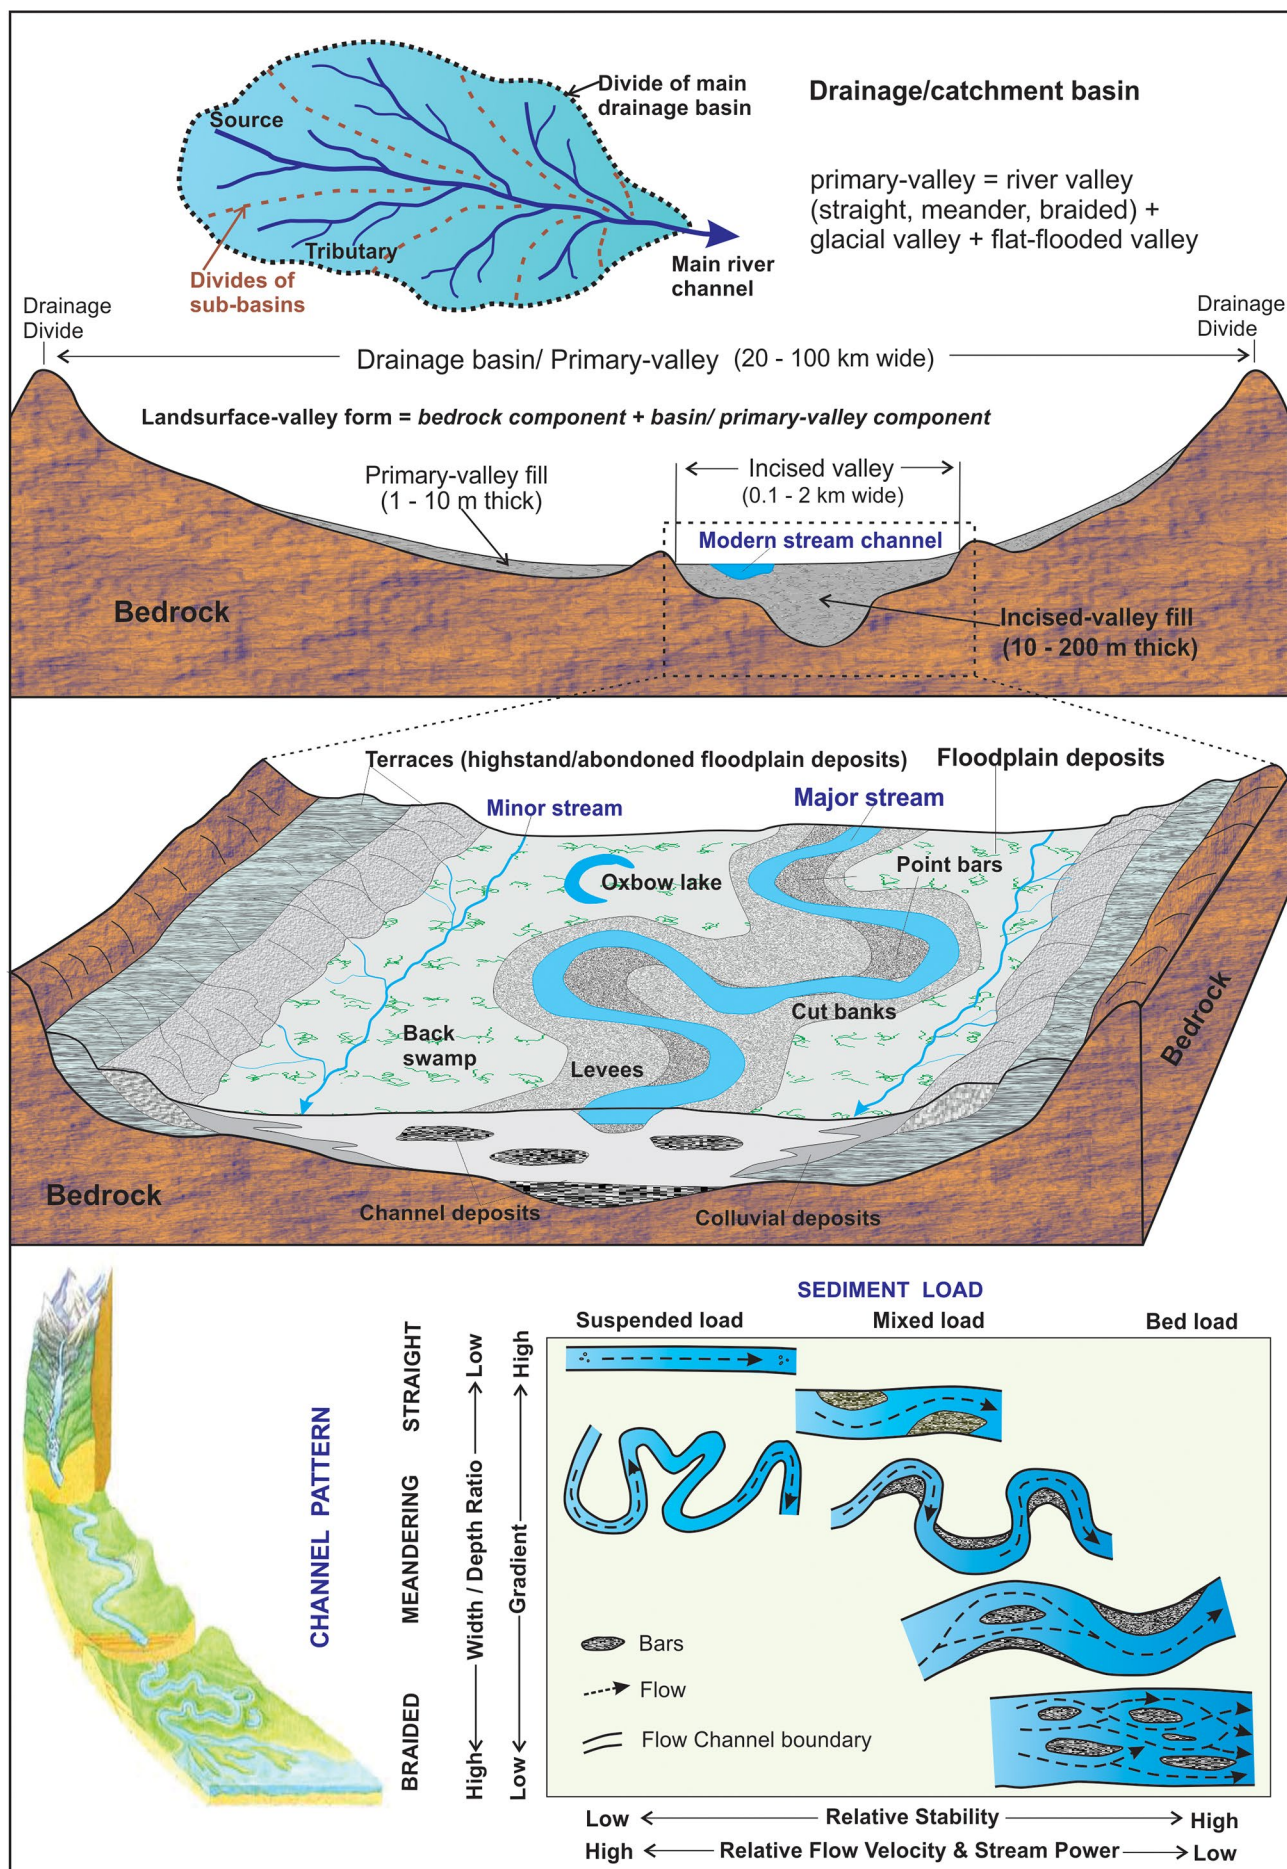 Divide of main
drainage basin
Drainage/catchment basin
Source
primary-valley = river valley
(straight, meander, braided) +
glacial valley + flat-flooded valley
Tributary
Divides of
sub-basins
Main river
channel
Drainage
Divide
Drainage
Divide
Drainage basin/ Primary-valley (20 - 100 km wide)
Landsurface-valley form = bedrock component + basin/ primary-valley component
Primary-valley fill
(1 - 10 m thick)
Incised valley
(0.1 - 2 km wide)
Modern stream channel
Bedrock
Incised-valley fill
(10 - 200 m thick)
Terraces (highstand/abondoned floodplain deposits)
Floodplain deposits
Minor stream
Major stream
Oxbow lake
Point bars
Cut banks
Back
swamp
Levees
Bedrock
Bedrock
Channel deposits
Colluvial deposits
SEDIMENT LOAD
Suspended load
Mixed load
Bed load
CHANNEL PATTERN
STRAIGHT
MEANDERING
BRAIDED
Low
Width / Depth Ratio
High
High
Gradient
Low
Bars
Flow
Flow Channel boundary
Low Relative Stability High
High Relative Flow Velocity & Stream Power Low